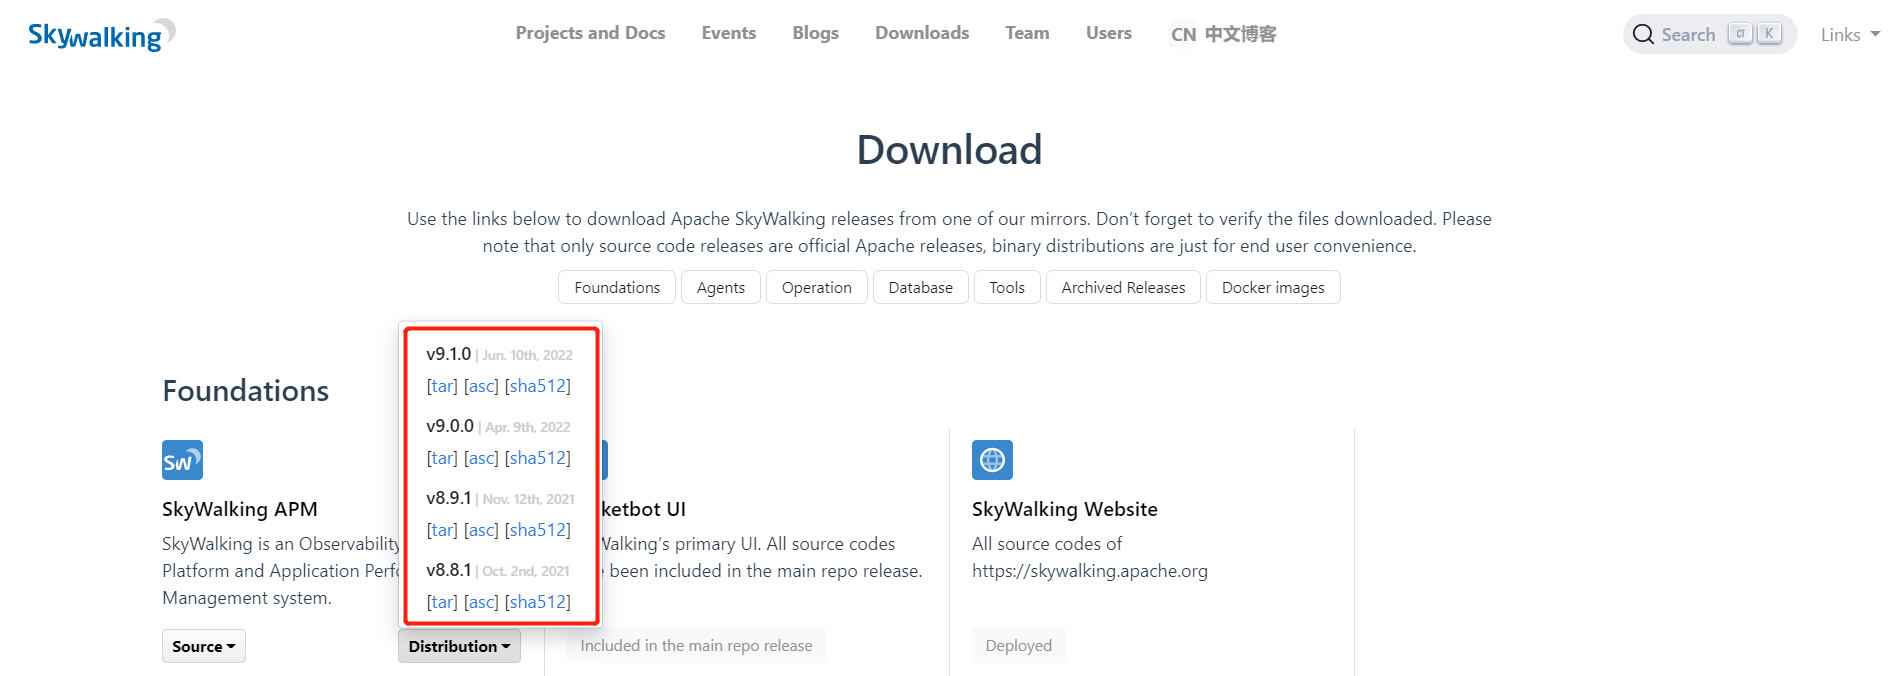 Skywalking
Projects and Docs Events Blogs Downloads Team Users CN 中文博客
Search K
Links
Download
Use the links below to download Apache SkyWalking releases from one of our mirrors. Don’t forget to verify the files downloaded. Please
note that only source code releases are official Apache releases, binary distributions are just for end user convenience.
Foundations Agents Operation Database Tools Archived Releases Docker images
v9.1.0 | Jun. 10th, 2022
[tar] [asc] [sha512]
v9.0.0 | Apr. 9th, 2022
[tar] [asc] [sha512]
v8.9.1 | Nov. 12th, 2021
[tar] [asc] [sha512]
v8.8.1 | Oct. 2nd, 2021
[tar] [asc] [sha512]
Foundations
SW
SkyWalking APM
SkyWalking is an Observability
Platform and Application Perfo
Management system.
Source
Distribution
ketbot UI
Walking’s primary UI. All source codes
e been included in the main repo release.
Included in the main repo release
SkyWalking Website
All source codes of
https://skywalking.apache.org
Deployed